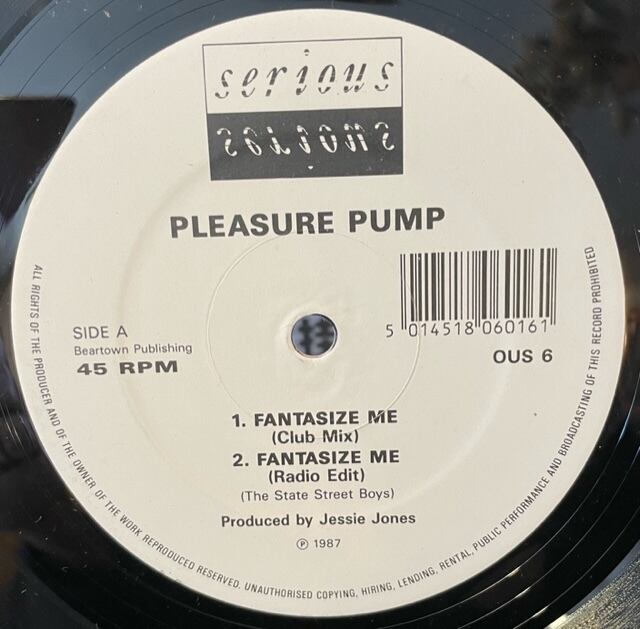 serious
serious
PLEASURE PUMP
5 014518 060161
SIDE A
Beartown Publishing
45 RPM
OUS 6
1. FANTASIZE ME
(Club Mix)
2. FANTASIZE ME
(Radio Edit)
(The State Street Boys)
Produced by Jessie Jones
℗ 1987
ALL RIGHTS OF THE PRODUCER AND OF THE OWNER OF THE WORK REPRODUCED RESERVED. UNAUTHORISED COPYING, HIRING, LENDING, RENTAL, PUBLIC PERFORMANCE AND BROADCASTING OF THIS RECORD PROHIBITED